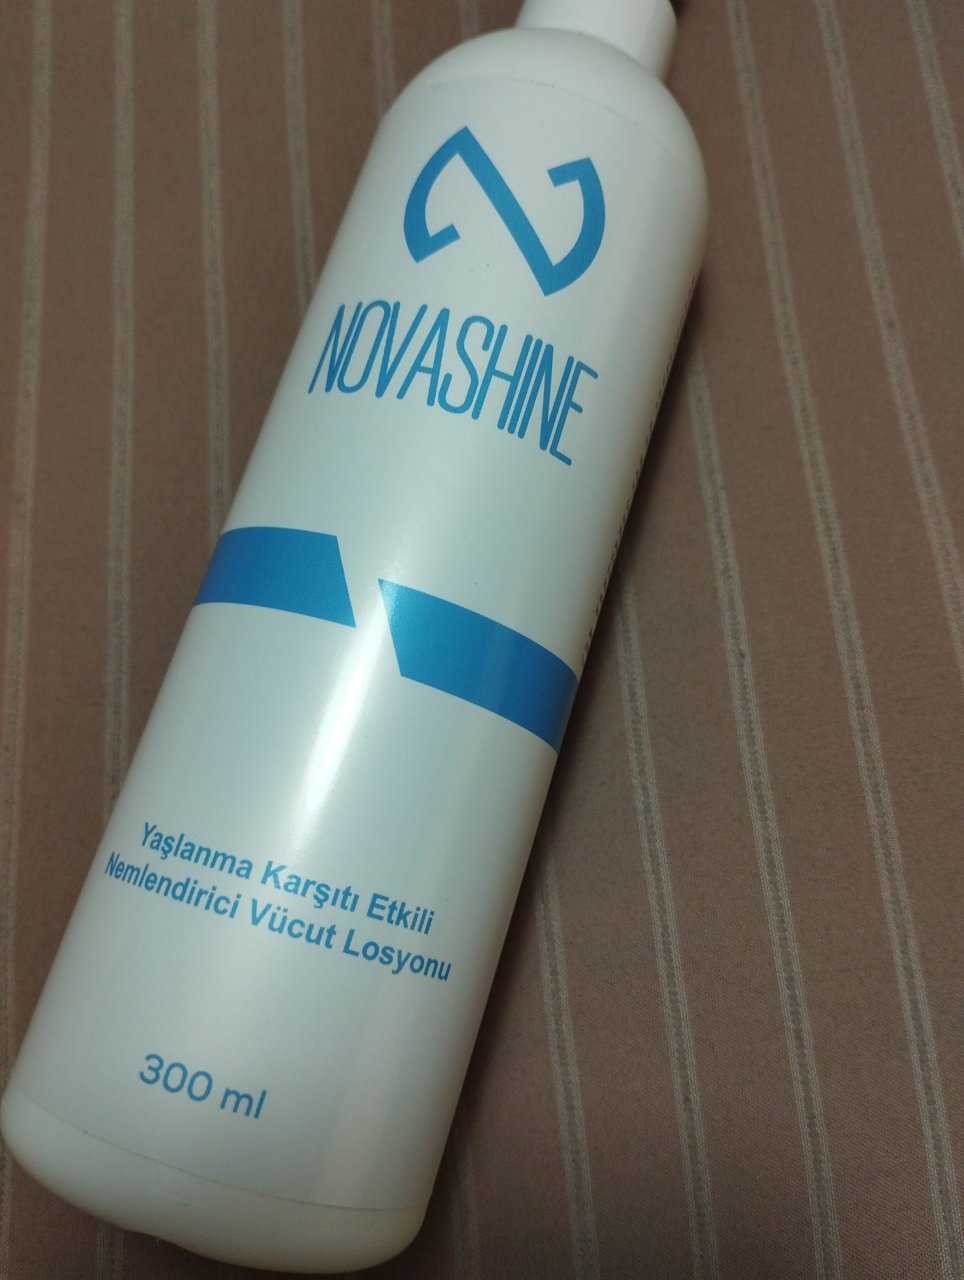 NOVASHINE
Yaşlanma Karşıtı Etkili
Nemlendirici Vücut Losyonu
300 ml